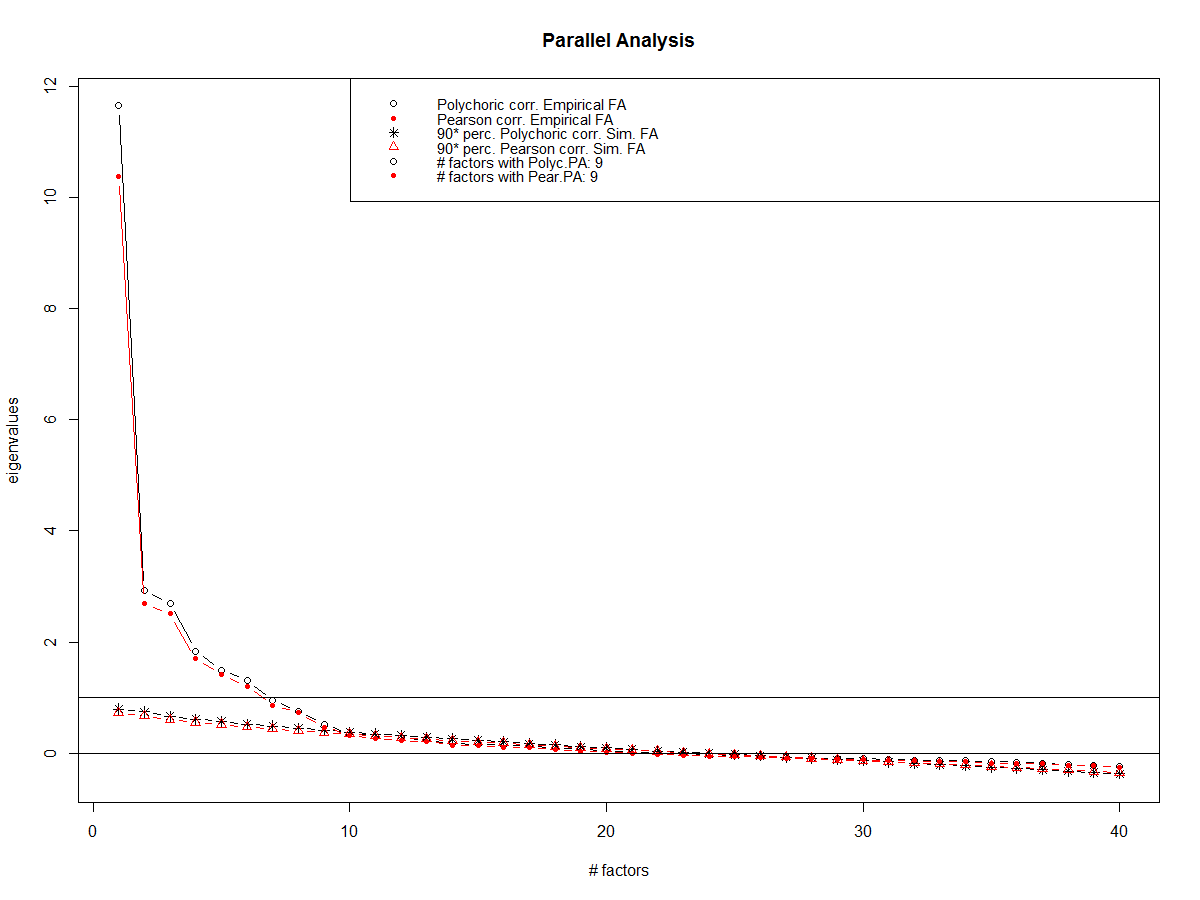 Parallel Analysis
Polychoric corr. Empirical FA
Pearson corr. Empirical FA
90* perc. Polychoric corr. Sim. FA
90* perc. Pearson corr. Sim. FA
# factors with Polyc.PA: 9
# factors with Pear.PA: 9
eigenvalues
12
10
8
6
4
2
0
0 10 20 30 40
# factors